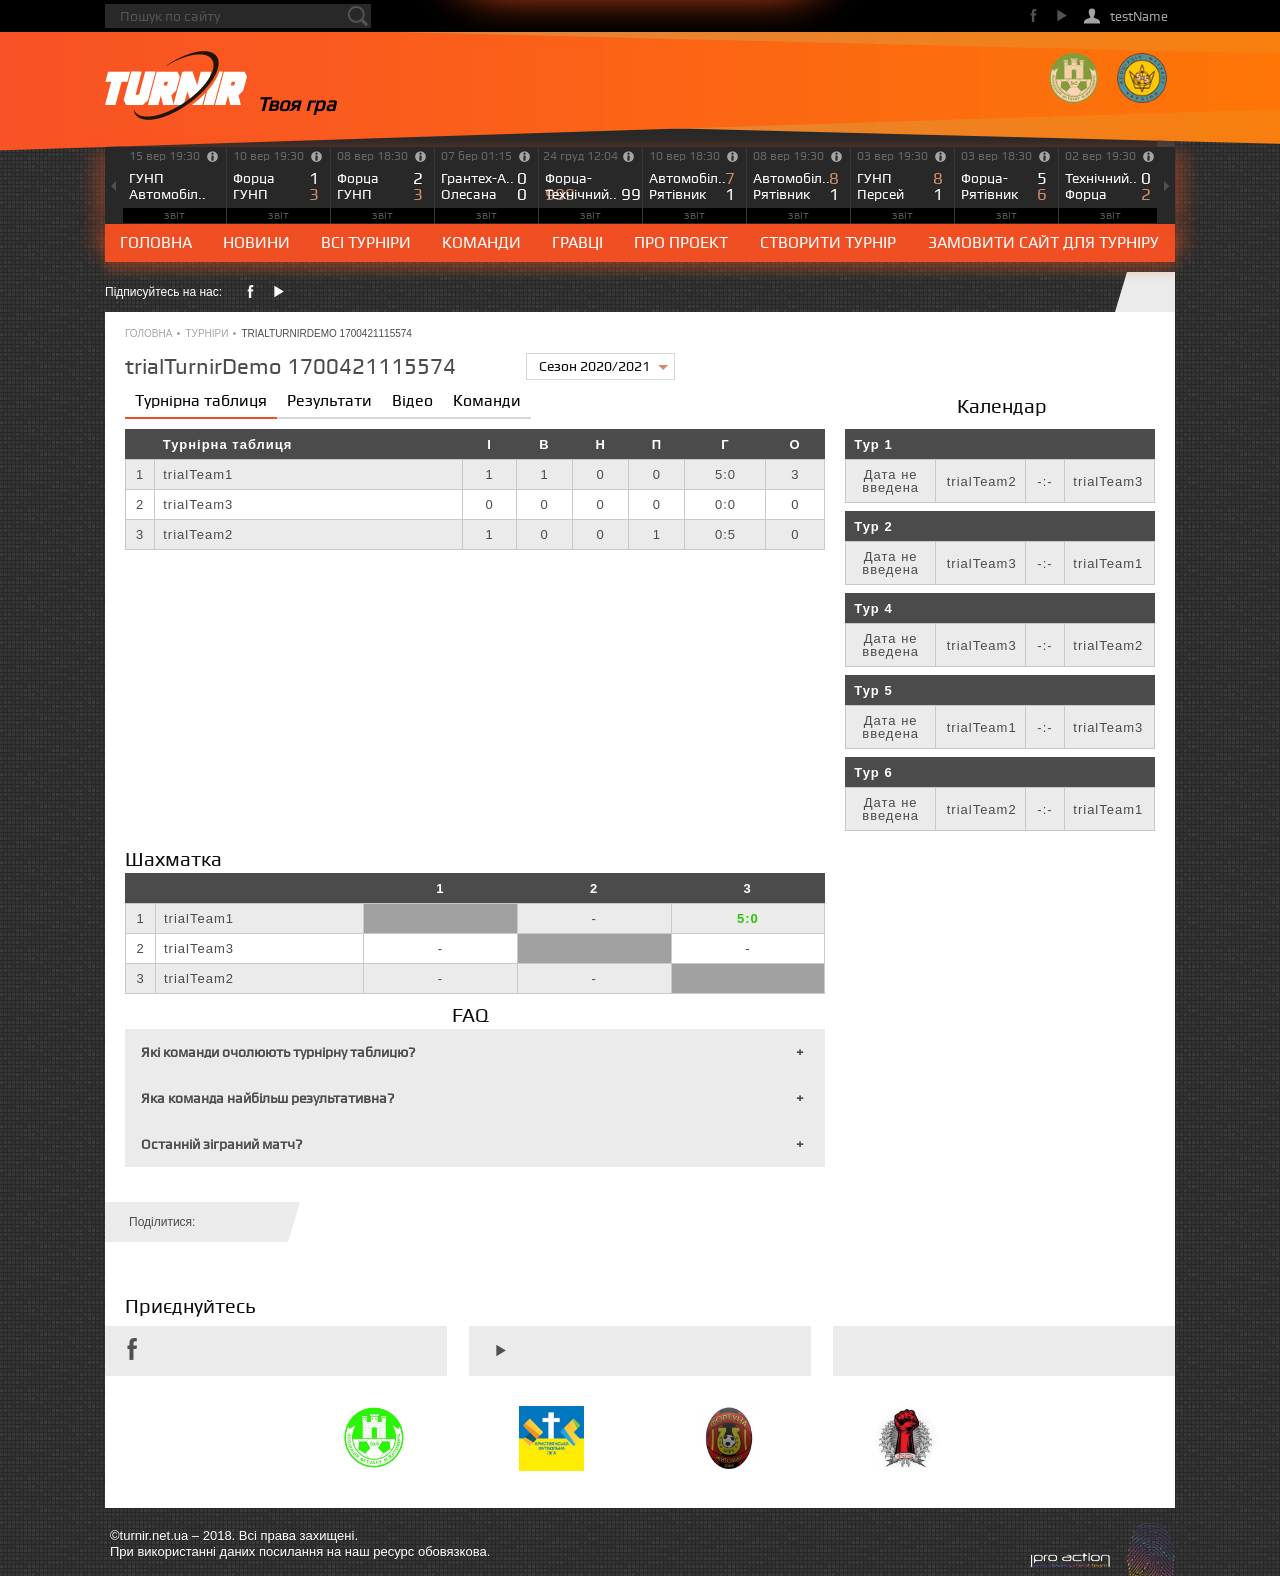 Пошук по сайту
testName
TURNIR
Твоя гра
15 вер 19:30
ГУНП
Автомобіл..
ЗВІТ
10 вер 19:30
Форца 1
ГУНП 3
ЗВІТ
08 вер 18:30
Форца 2
ГУНП 3
ЗВІТ
07 бер 01:15
Грантех-А.. 0
Олесана 0
ЗВІТ
24 груд 12:04
Форца-
999
Технічний.. 99
ЗВІТ
10 вер 18:30
Автомобіл.. 7
Рятівник 1
ЗВІТ
08 вер 19:30
Автомобіл.. 8
Рятівник 1
ЗВІТ
03 вер 19:30
ГУНП 8
Персей 1
ЗВІТ
03 вер 18:30
Форца- 5
Рятівник 6
ЗВІТ
02 вер 19:30
Технічний.. 0
Форца 2
ЗВІТ
ГОЛОВНА НОВИНИ ВСІ ТУРНІРИ КОМАНДИ ГРАВЦІ ПРО ПРОЕКТ СТВОРИТИ ТУРНІР ЗАМОВИТИ САЙТ ДЛЯ ТУРНІРУ
Підписуйтесь на нас:
ГОЛОВНА • ТУРНІРИ • TRIALTURNIRDEMO 1700421115574
trialTurnirDemo 1700421115574
Сезон 2020/2021
Турнірна таблиця Результати Відео Команди
Турнірна таблиця І В Н П Г О
1 trialTeam1 1 1 0 0 5:0 3
2 trialTeam3 0 0 0 0 0:0 0
3 trialTeam2 1 0 0 1 0:5 0
Календар
Тур 1
Дата не введена trialTeam2 -:- trialTeam3
Тур 2
Дата не введена trialTeam3 -:- trialTeam1
Тур 4
Дата не введена trialTeam3 -:- trialTeam2
Тур 5
Дата не введена trialTeam1 -:- trialTeam3
Тур 6
Дата не введена trialTeam2 -:- trialTeam1
Шахматка
1 2 3
1 trialTeam1 - 5:0
2 trialTeam3 - -
3 trialTeam2 - -
FAQ
Які команди очолюють турнірну таблицю? +
Яка команда найбільш результативна? +
Останній зіграний матч? +
Поділитися:
Приєднуйтесь
©turnir.net.ua – 2018. Всі права захищені.
При використанні даних посилання на наш ресурс обовязкова.
pro action